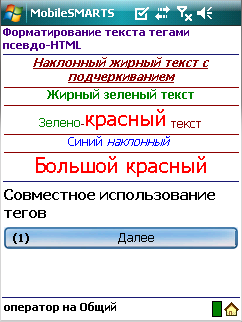 MobileSMARTS
Форматирование текста тегами
псевдо-HTML
Наклонный жирный текст с
подчеркиванием
Жирный зеленый текст
Зелено-красный текст
Синий наклонный
Большой красный
Совместное использование
тегов
(1) Далее
оператор на Общий